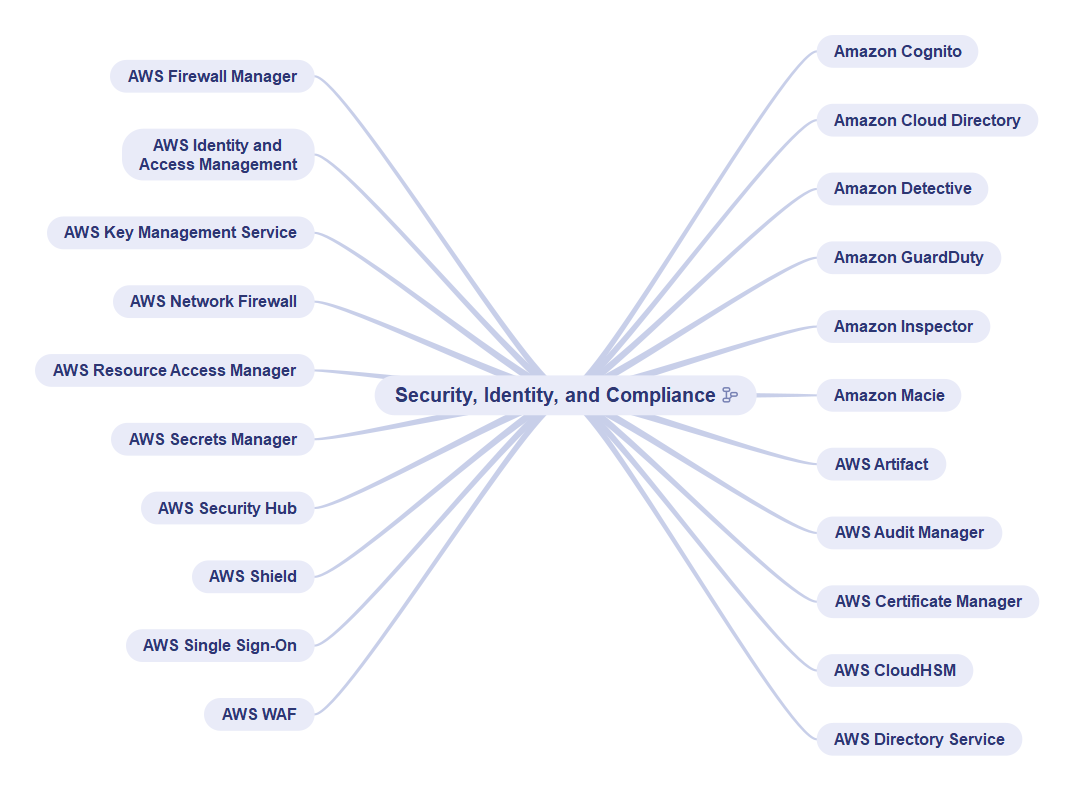 Security, Identity, and Compliance
Amazon Cognito
Amazon Cloud Directory
Amazon Detective
Amazon GuardDuty
Amazon Inspector
Amazon Macie
AWS Artifact
AWS Audit Manager
AWS Certificate Manager
AWS CloudHSM
AWS Directory Service
AWS Firewall Manager
AWS Identity and
Access Management
AWS Key Management Service
AWS Network Firewall
AWS Resource Access Manager
AWS Secrets Manager
AWS Security Hub
AWS Shield
AWS Single Sign-On
AWS WAF